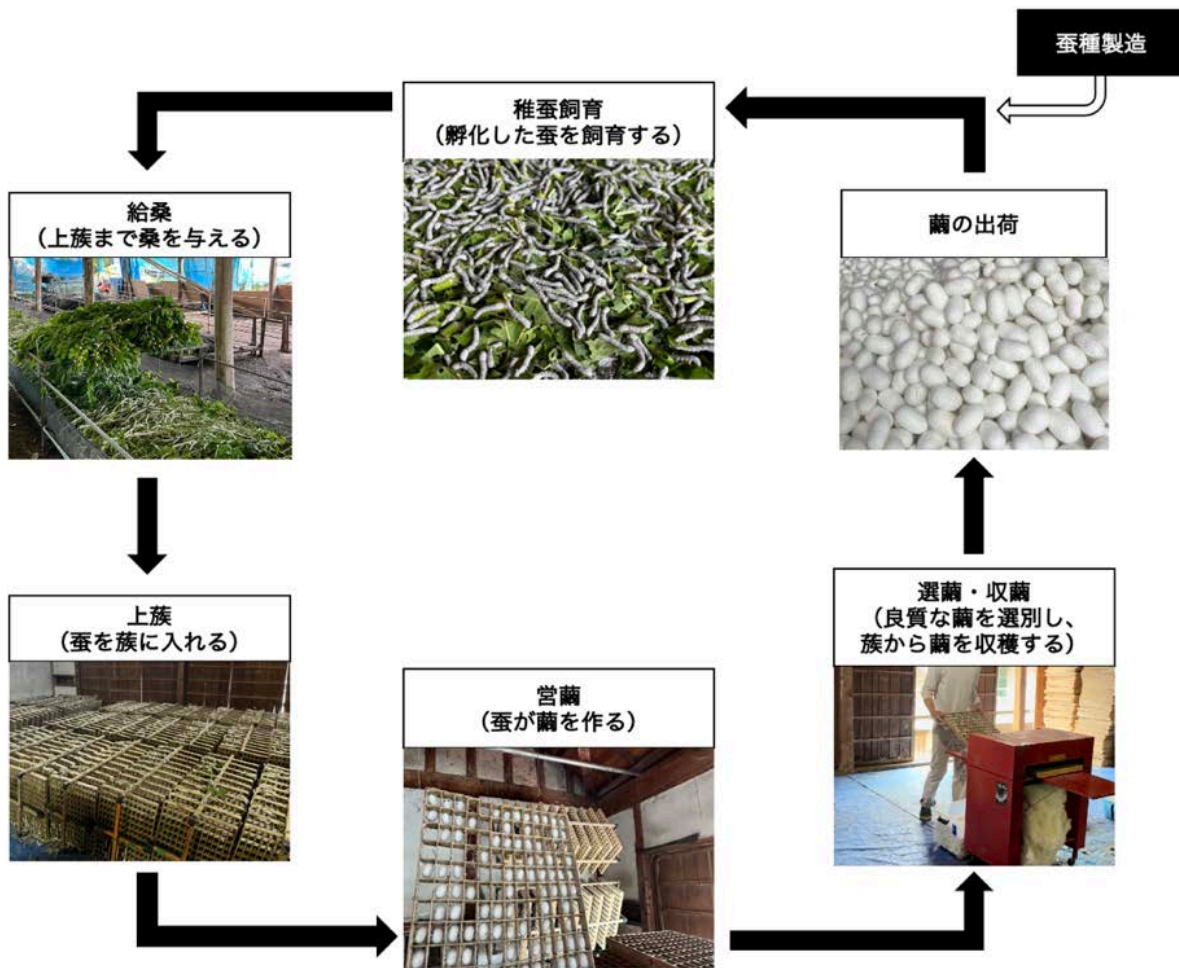 蚕種製造
稚蚕飼育
（孵化した蚕を飼育する）
給桑
（上蔟まで桑を与える）
繭の出荷
上蔟
（蚕を蔟に入れる）
営繭
（蚕が繭を作る）
選繭・収繭
（良質な繭を選別し、
蔟から繭を収穫する）